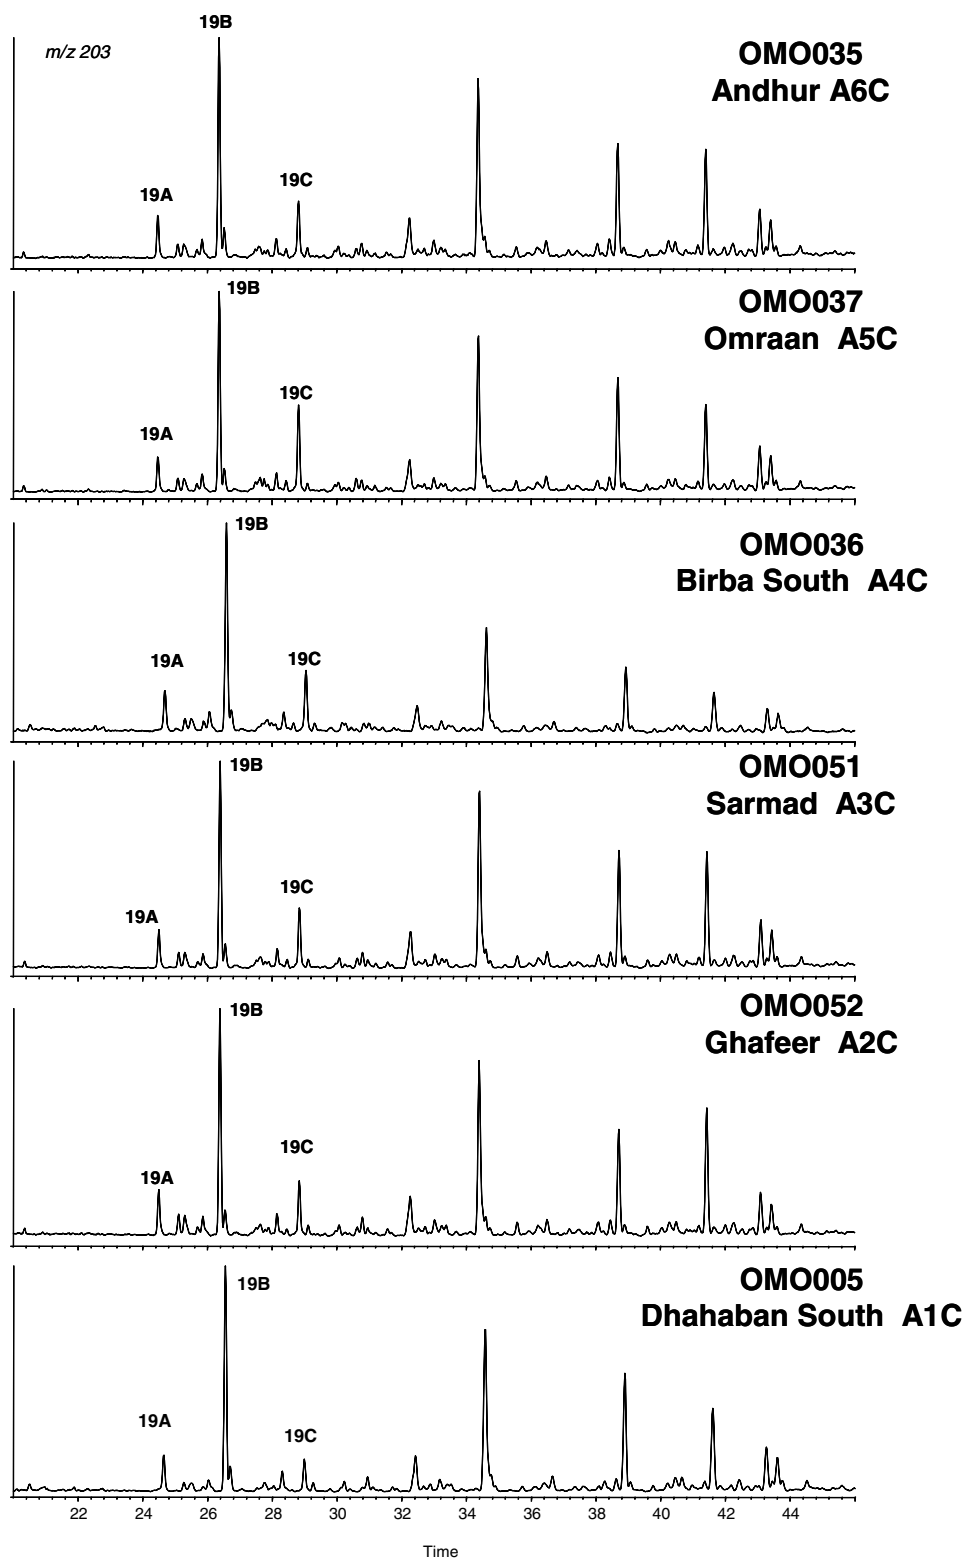 19B
m/z 203
OMO035
Andhur A6C
19A
19C
19B
OMO037
Omraan A5C
19C
19A
19B
OMO036
Birba South A4C
19A
19C
19B
OMO051
Sarmad A3C
19C
19A
19B
OMO052
Ghafeer A2C
19C
19A
19B
OMO005
Dhahaban South A1C
19A
19C
22 24 26 28 30 32 34 36 38 40 42 44
Time